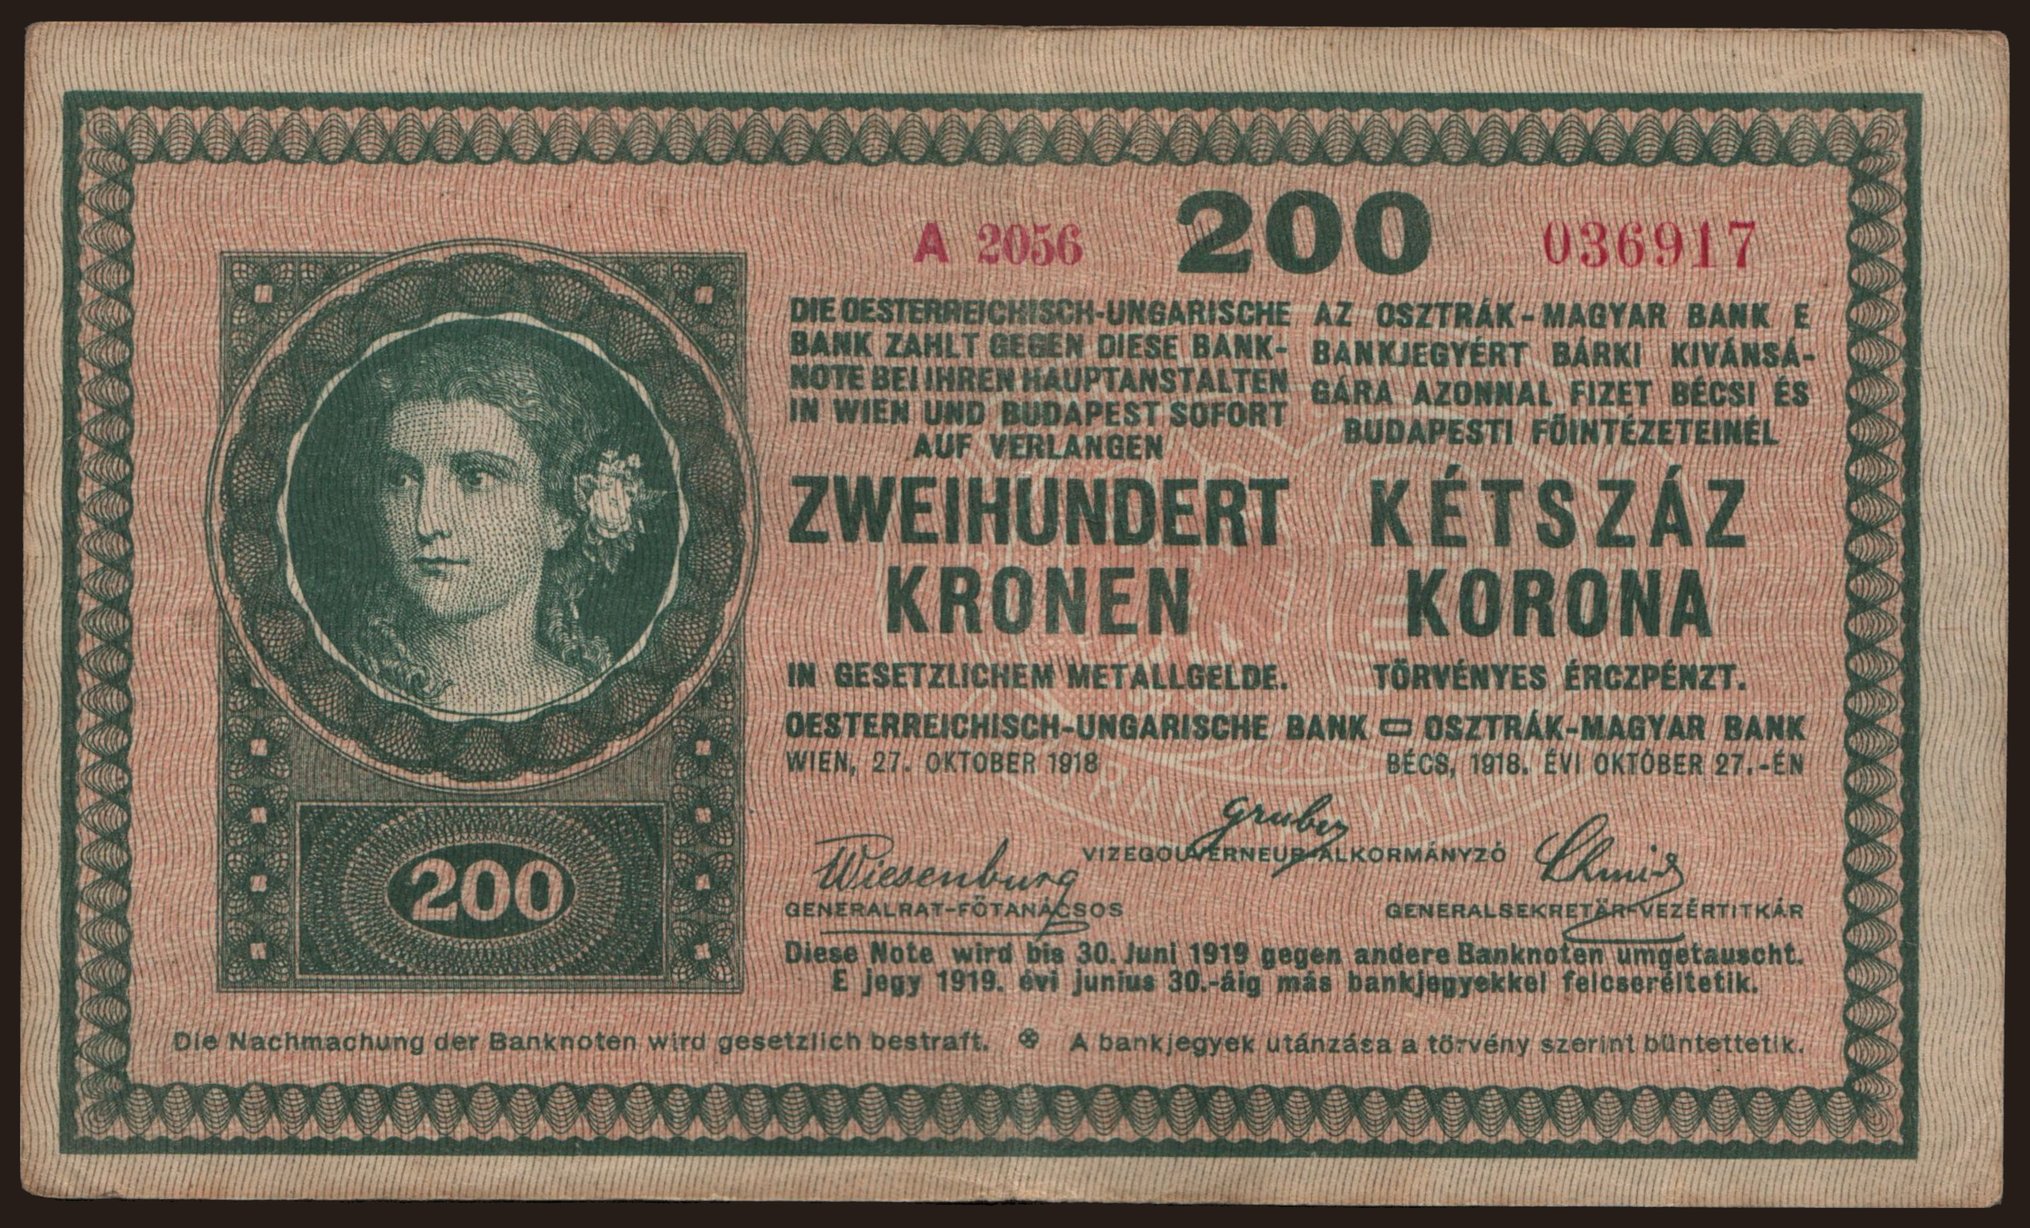 A 2056 200 036917
DIE OESTERREICHISCH-UNGARISCHE
BANK ZAHLT GEGEN DIESE BANK-
NOTE BEI IHREN HAUPTANSTALTEN
IN WIEN UND BUDAPEST SOFORT
AUF VERLANGEN
ZWEIHUNDERT
KRONEN
IN GESETZLICHEM METALLGELDE.
AZ OSZTRÁK-MAGYAR BANK E
BANKJEGYÉRT BÁRKI KIVÁNSÁ-
GÁRA AZONNAL FIZET BÉCSI ÉS
BUDAPESTI FŐINTÉZETEINÉL
KÉTSZÁZ
KORONA
TÖRVÉNYES ÉRCZPÉNZT.
OESTERREICHISCH-UNGARISCHE BANK OSZTRÁK-MAGYAR BANK
WIEN, 27. OKTOBER 1918 BÉCS, 1918. ÉVI OKTÓBER 27.-ÉN
Gruber
VIZEGOUVERNEUR-ALKORMÁNYZÓ
Wiesenburg Schmid
GENERALRAT-FŐTANÁCSOS GENERALSEKRETÄR-VEZÉRTITKÁR
200
Diese Note wird bis 30. Juni 1919 gegen andere Banknoten umgetauscht.
E jegy 1919. évi junius 30.-áig más bankjegyekkel felcseréltetik.
Die Nachmachung der Banknoten wird gesetzlich bestraft. A bankjegyek utánzása a törvény szerint büntettetik.